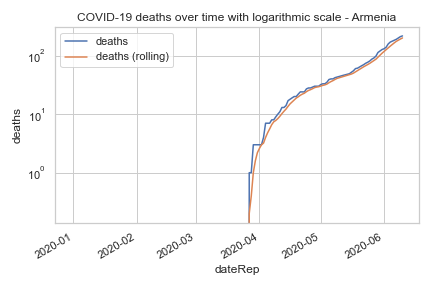 COVID-19 deaths over time with logarithmic scale - Armenia
deaths
deaths (rolling)
10²
10¹
10⁰
deaths
2020-01
2020-02
2020-03
2020-04
2020-05
2020-06
dateRep